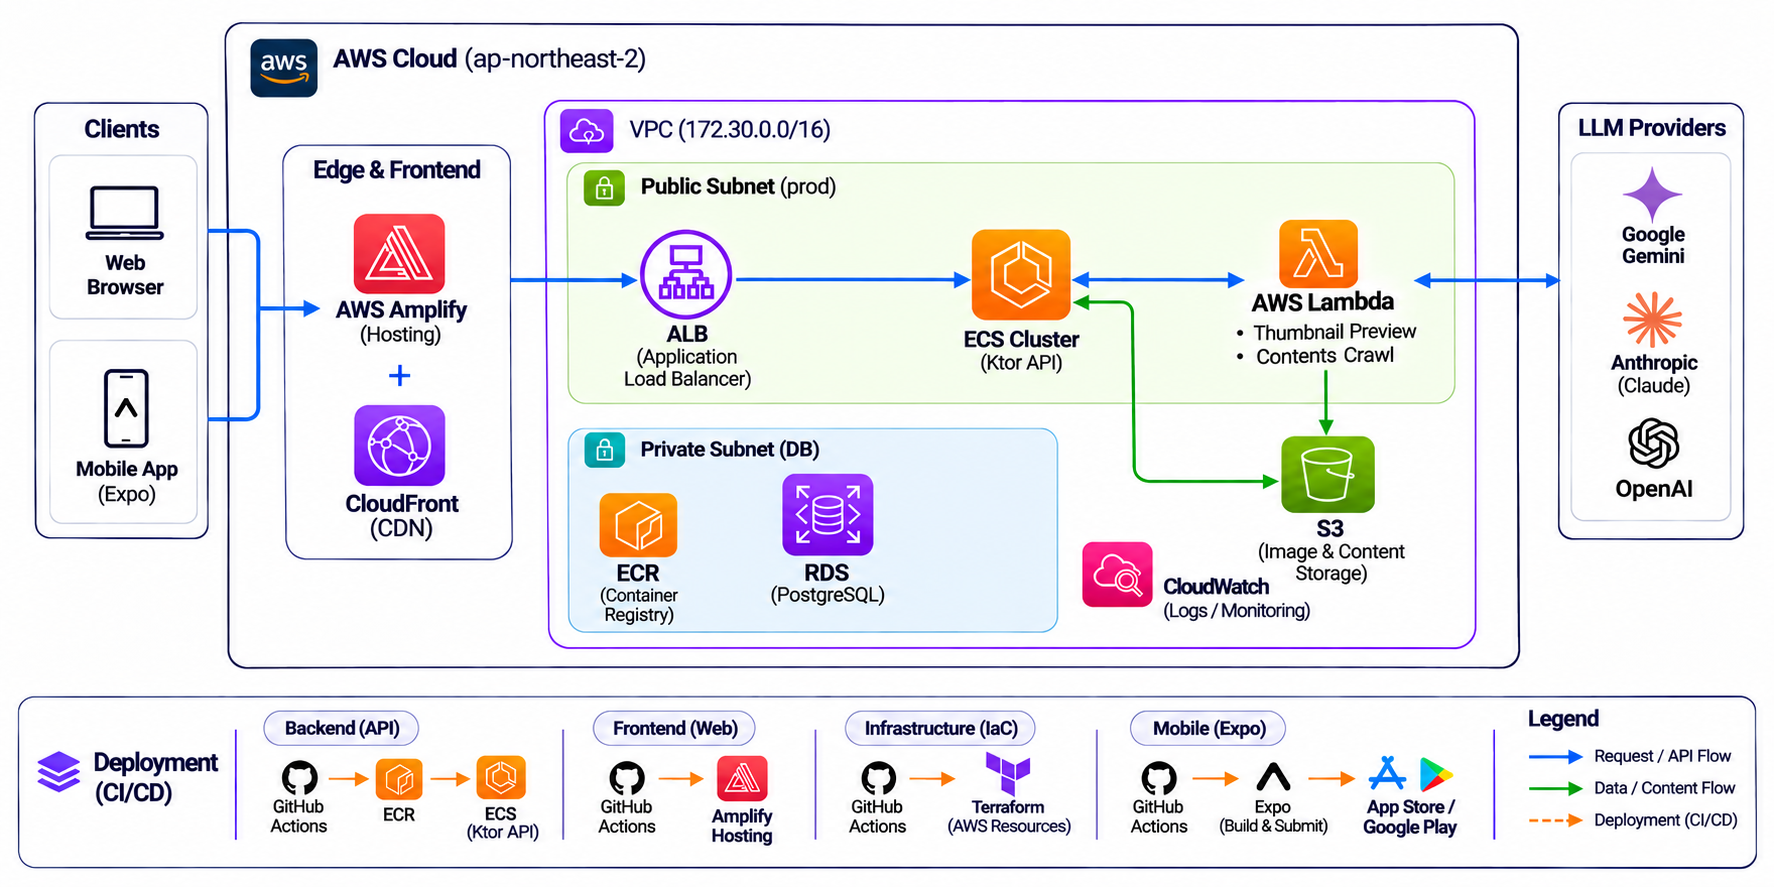 aws
AWS Cloud (ap-northeast-2)
Clients
Web
Browser
Mobile App
(Expo)
Edge & Frontend
AWS Amplify
(Hosting)
+
CloudFront
(CDN)
VPC (172.30.0.0/16)
Public Subnet (prod)
ALB
(Application
Load Balancer)
ECS Cluster
(Ktor API)
AWS Lambda
• Thumbnail Preview
• Contents Crawl
Private Subnet (DB)
ECR
(Container
Registry)
RDS
(PostgreSQL)
CloudWatch
(Logs / Monitoring)
S3
(Image & Content
Storage)
LLM Providers
Google
Gemini
Anthropic
(Claude)
OpenAI
Deployment
(CI/CD)
Backend (API)
GitHub
Actions
ECR
ECS
(Ktor API)
Frontend (Web)
GitHub
Actions
Amplify
Hosting
Infrastructure (IaC)
GitHub
Actions
Terraform
(AWS Resources)
Mobile (Expo)
GitHub
Actions
Expo
(Build & Submit)
App Store /
Google Play
Legend
Request / API Flow
Data / Content Flow
Deployment (CI/CD)